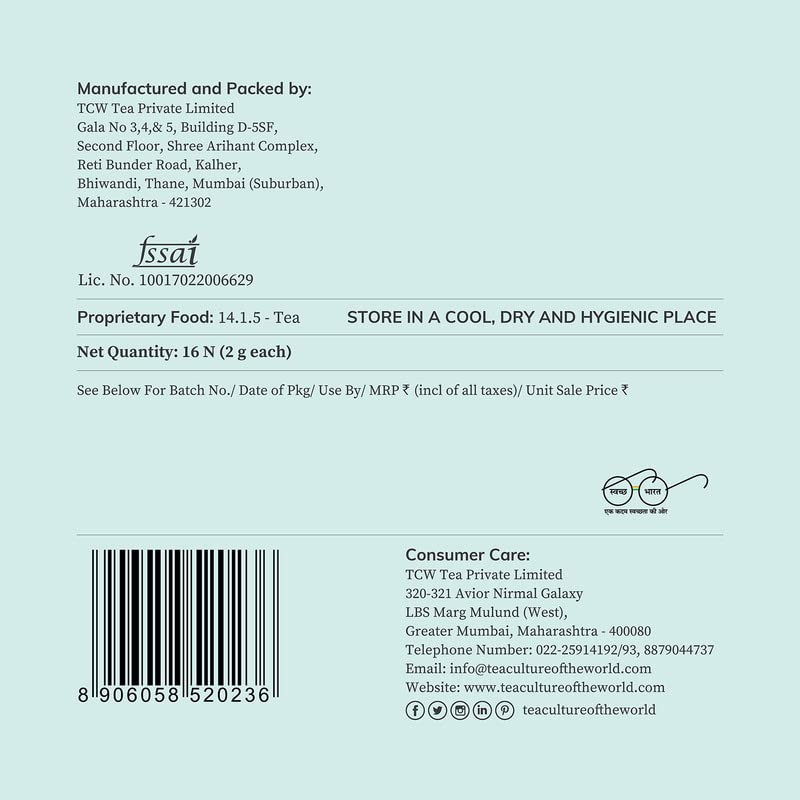 Manufactured and Packed by:
TCW Tea Private Limited
Gala No 3,4,& 5, Building D-5SF,
Second Floor, Shree Arihant Complex,
Reti Bunder Road, Kalher,
Bhiwandi, Thane, Mumbai (Suburban),
Maharashtra - 421302
fssai
Lic. No. 10017022006629
Proprietary Food: 14.1.5 - Tea
STORE IN A COOL, DRY AND HYGIENIC PLACE
Net Quantity: 16 N (2 g each)
See Below For Batch No./ Date of Pkg/ Use By/ MRP ₹ (incl of all taxes)/ Unit Sale Price ₹
स्वच्छ भारत
एक कदम स्वच्छता की ओर
8 906058 520236
Consumer Care:
TCW Tea Private Limited
320-321 Avior Nirmal Galaxy
LBS Marg Mulund (West),
Greater Mumbai, Maharashtra - 400080
Telephone Number: 022-25914192/93, 8879044737
Email: info@teacultureoftheworld.com
Website: www.teacultureoftheworld.com
teacultureoftheworld